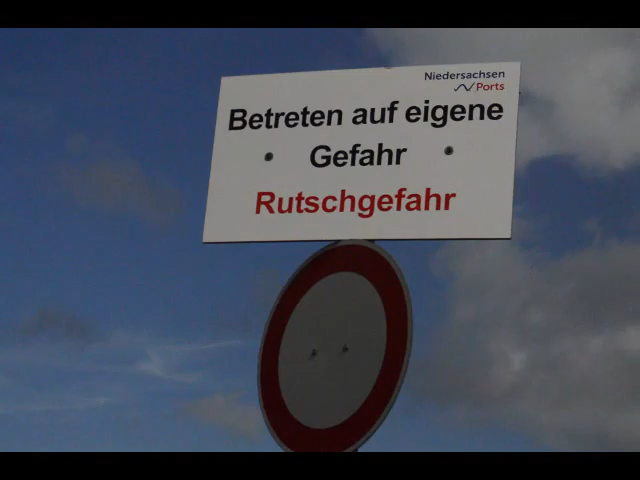 Niedersachsen
Ports
Betreten auf eigene
Gefahr
Rutschgefahr